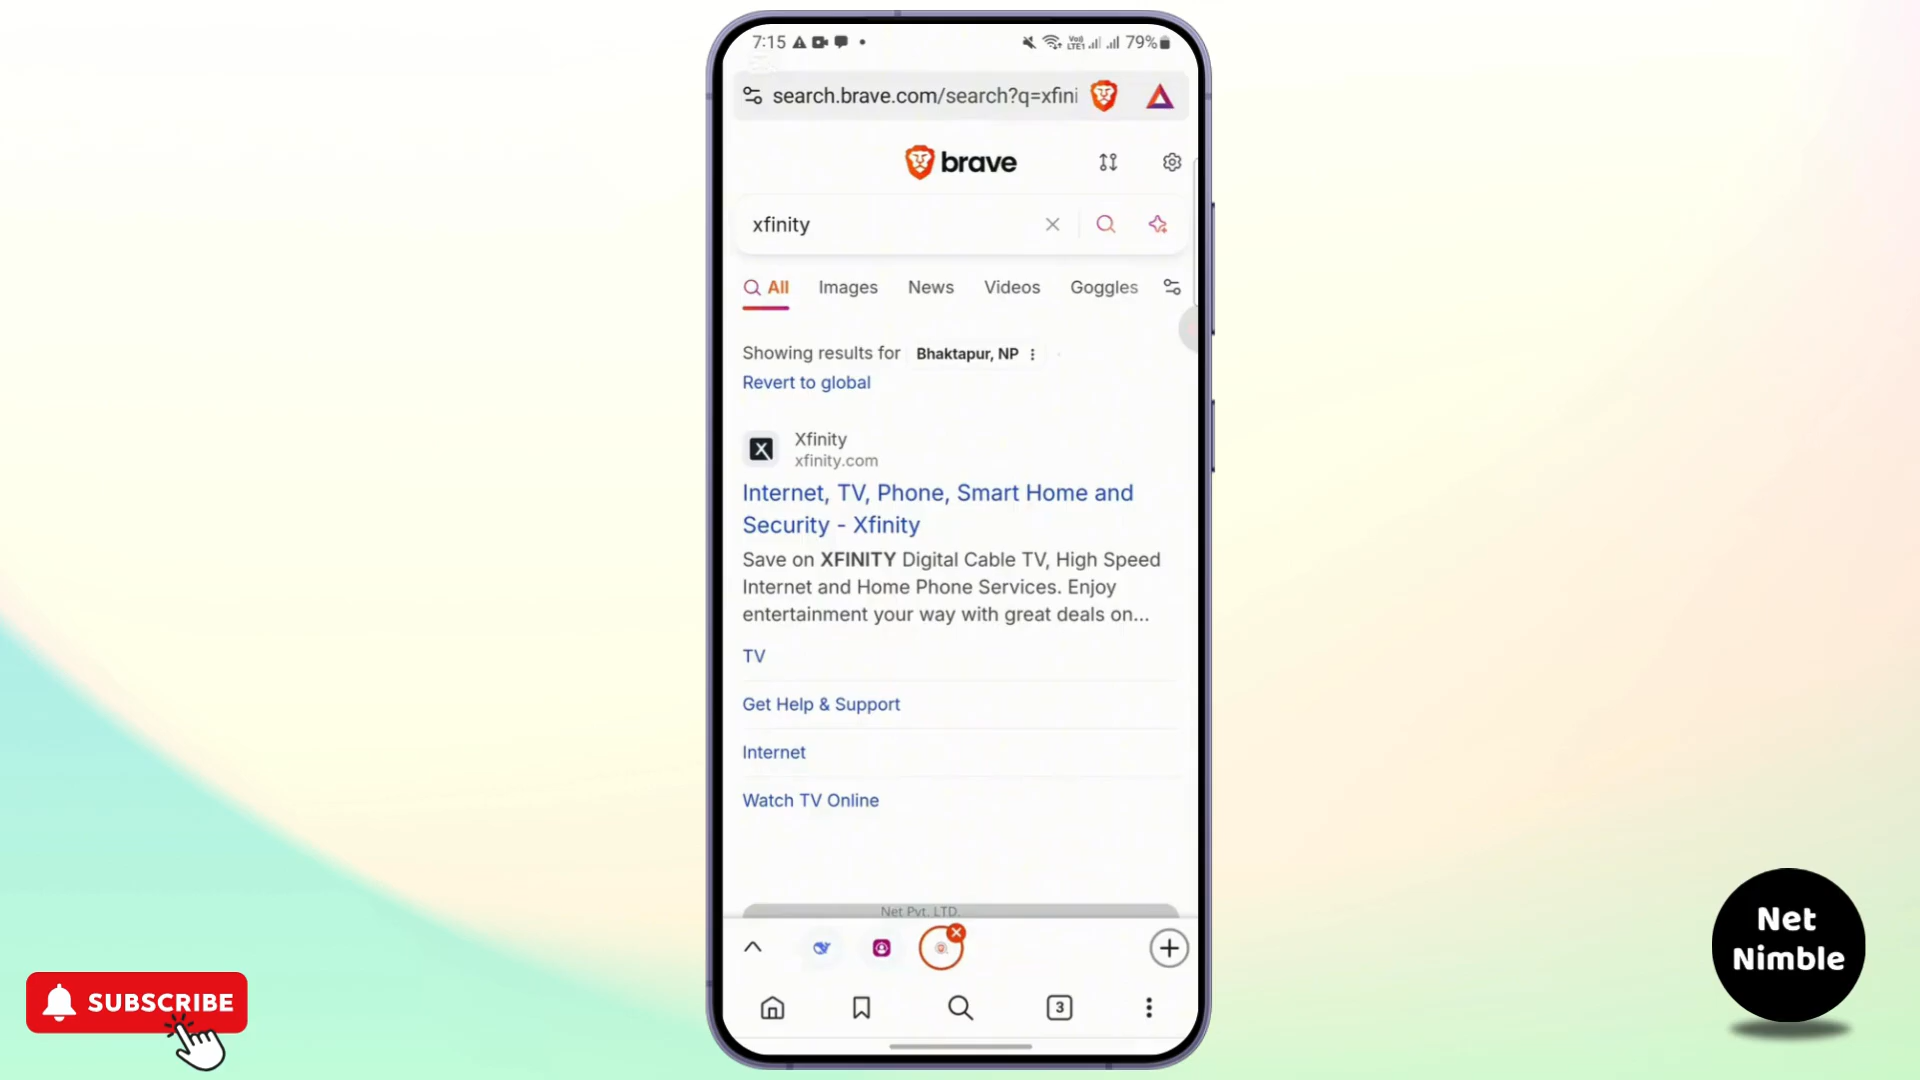 7:15
Vo)
LTE1
79%
search.brave.com/search?q=xfini
brave
xfinity
All Images News Videos Goggles
Showing results for Bhaktapur, NP
Revert to global
Xfinity
xfinity.com
Internet, TV, Phone, Smart Home and
Security - Xfinity
Save on XFINITY Digital Cable TV, High Speed
Internet and Home Phone Services. Enjoy
entertainment your way with great deals on...
TV
Get Help & Support
Internet
Watch TV Online
Net Pvt. LTD.
3
SUBSCRIBE
Net
Nimble